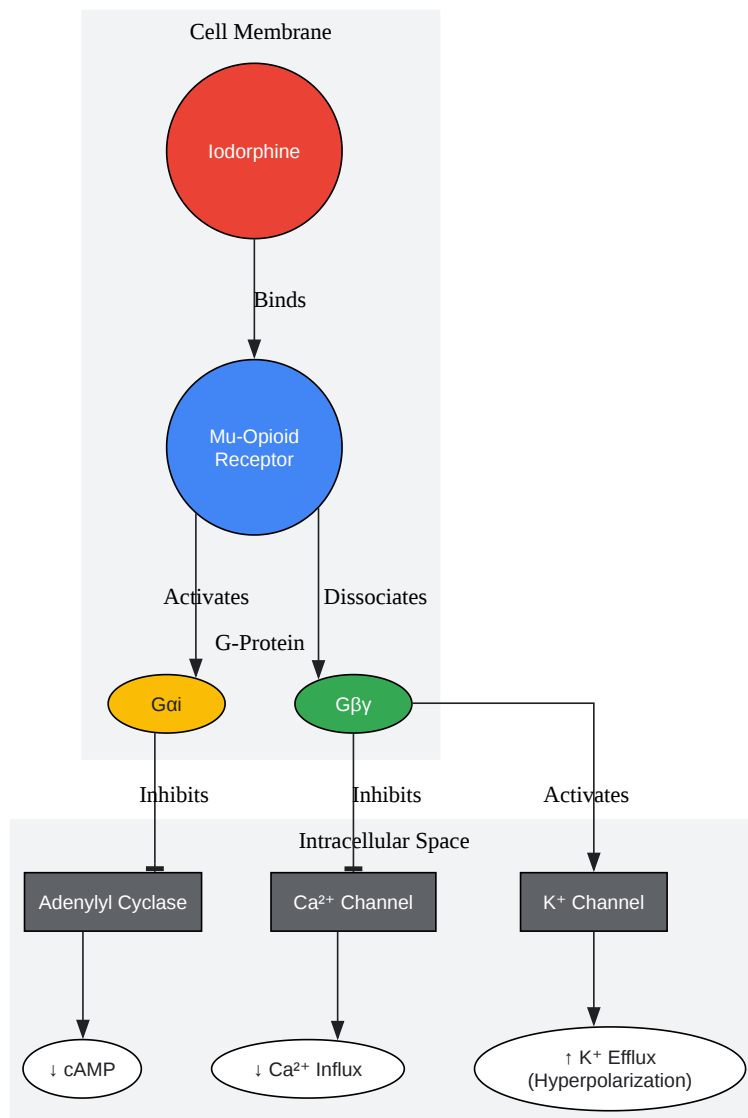 Cell Membrane
Iodorphine
Binds
Mu-Opioid
Receptor
Activates
Dissociates
G-Protein
Gαi
Gβγ
Inhibits
Inhibits
Activates
Intracellular Space
Adenylyl Cyclase
Ca²⁺ Channel
K⁺ Channel
↓ cAMP
↓ Ca²⁺ Influx
↑ K⁺ Efflux
(Hyperpolarization)